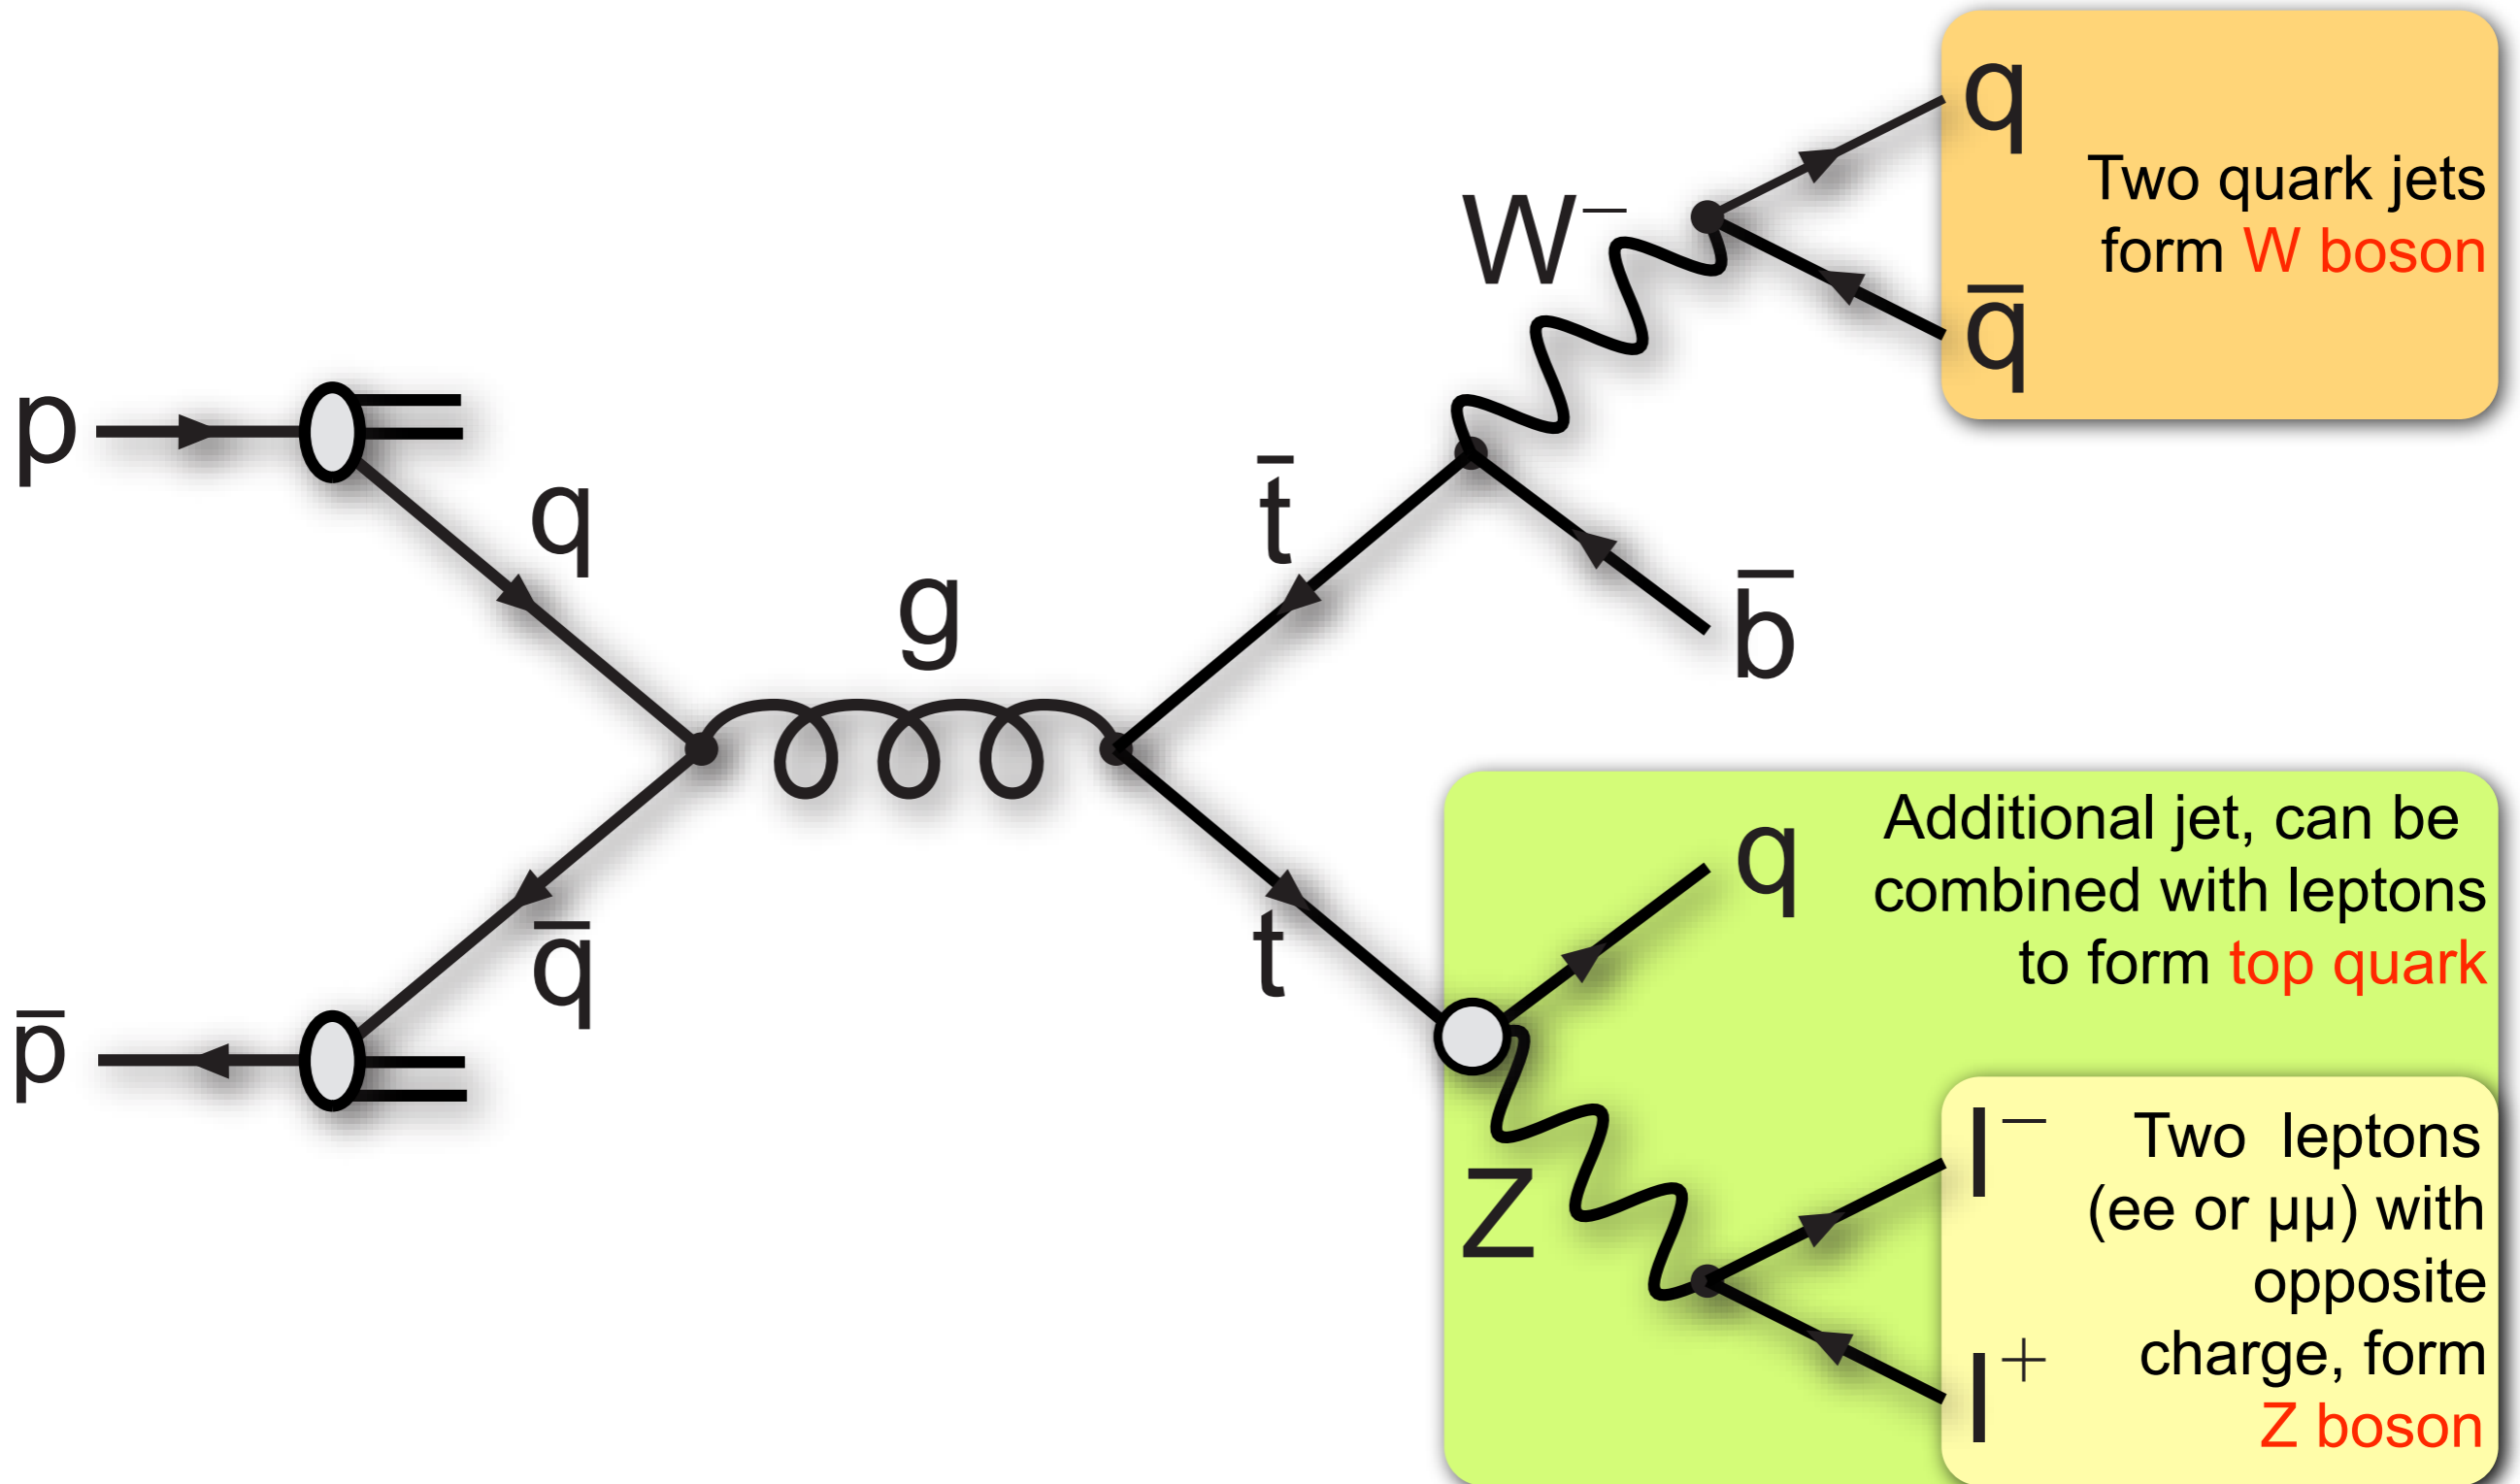 q
Two quark jets
form W boson
W⁻
q̄
p
q
t̄
g
b̄
Additional jet, can be
combined with leptons
to form top quark
q
q̄
t
p̄
Z
l⁻
Two leptons
(ee or μμ) with
opposite
charge, form
Z boson
l⁺